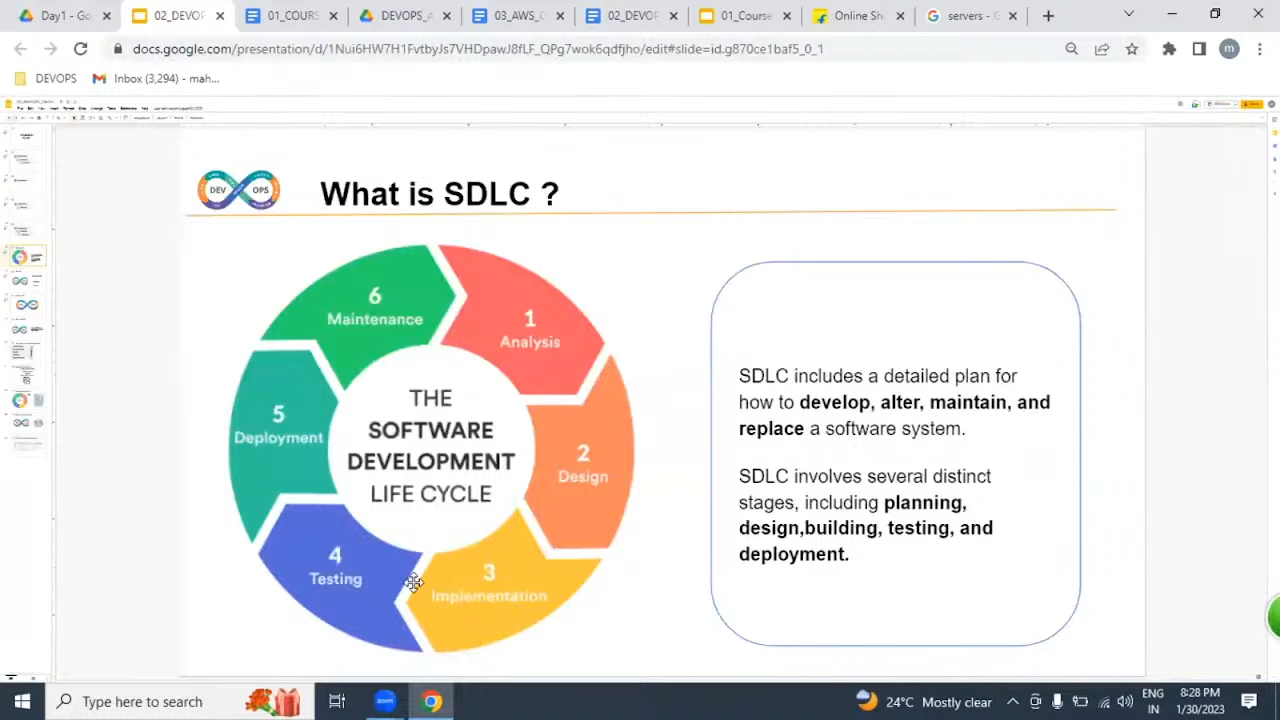 Day1 - Go
02_DEVOP
01_COURS
DEVOPS_A
03_AWS_C
02_DEVOP
01_Course
Online Sh
servers - G
docs.google.com/presentation/d/1Nui6HW7H1FvtbyJs7VHDpawJ8fLF_QPg7wok6qdfjho/edit#slide=id.g870ce1baf5_0_1
m
DEVOPS
Inbox (3,294) - mah...
DEV OPS
What is SDLC ?
6
Maintenance
1
Analysis
5
Deployment
2
Design
4
Testing
3
Implementation
THE
SOFTWARE
DEVELOPMENT
LIFE CYCLE
SDLC includes a detailed plan for
how to develop, alter, maintain, and
replace a software system.
SDLC involves several distinct
stages, including planning,
design,building, testing, and
deployment.
Type here to search
zoom
24°C Mostly clear
ENG
IN
8:28 PM
1/30/2023